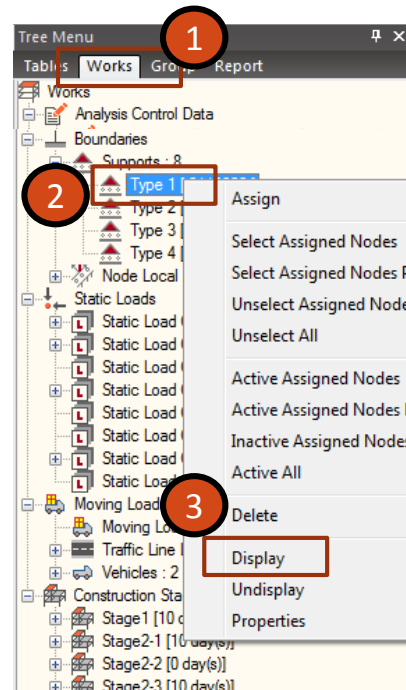 Tree Menu
1
Tables Works Group Report
Works
Analysis Control Data
Boundaries
Supports : 8
2
Type 1 [
Type 2 [
Type 3 [
Type 4 [
Node Local
Static Loads
Static Load
Static Load
Static Load
Static Load
Static Load
Static Load
Static Load
Static Load
Moving Load
Moving Lo
Traffic Line
Vehicles : 2
Construction Sta
Stage1 [10 d
Stage2-1 [10 day(s)]
Stage2-2 [0 day(s)]
Stage2-3 [10 day(s)]
Assign
Select Assigned Nodes
Select Assigned Nodes
Unselect Assigned Node
Unselect All
Active Assigned Nodes
Active Assigned Nodes
Inactive Assigned Nodes
Active All
3
Delete
Display
Undisplay
Properties